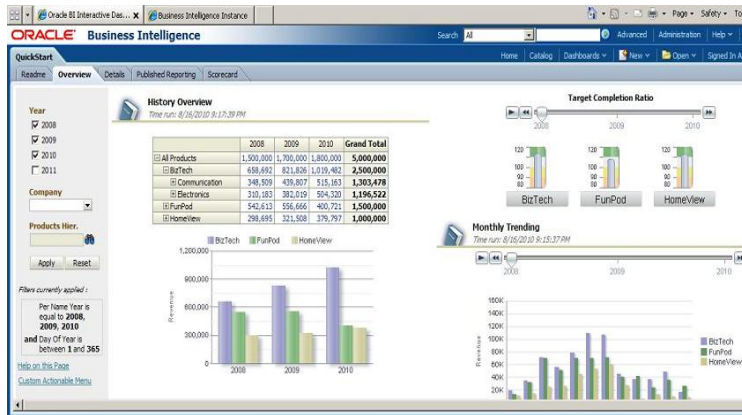 Oracle BI Interactive Das... X
Business Intelligence Instance
Page
Safety
To
ORACLE Business Intelligence
Search All
Advanced Administration Help
QuickStart
Home Catalog Dashboards New Open Signed In A
Readme Overview Details Published Reporting Scorecard
Year
2008
2009
2010
2011
Company
Products Hier.
Apply Reset
Filters currently applied :
Per Name Year is
equal to 2008,
2009, 2010
and Day Of Year is
between 1 and 365
Help on this Page
Custom Actionable Menu
History Overview
Time run: 8/16/2010 9:17:39 PM
2008 2009 2010 Grand Total
All Products 1,500,000 1,700,000 1,800,000 5,000,000
BizTech 658,692 821,826 1,019,482 2,500,000
Communication 348,509 439,807 515,163 1,303,478
Electronics 310,183 382,019 504,320 1,196,522
FunPod 542,613 556,666 400,721 1,500,000
HomeView 298,695 321,508 379,797 1,000,000
BizTech FunPod HomeView
1,200,000
900,000
600,000
300,000
0
Revenue
2008 2009 2010
Target Completion Ratio
2008 2009 2010
120 120 120
100 100 100
90 90 90
80 80 80
BizTech FunPod HomeView
Monthly Trending
Time run: 8/16/2010 9:15:37PM
2008 2009 2010
160K
140K
120K
100K
80K
60K
40K
20K
Revenue
BizTech
FunPod
HomeView